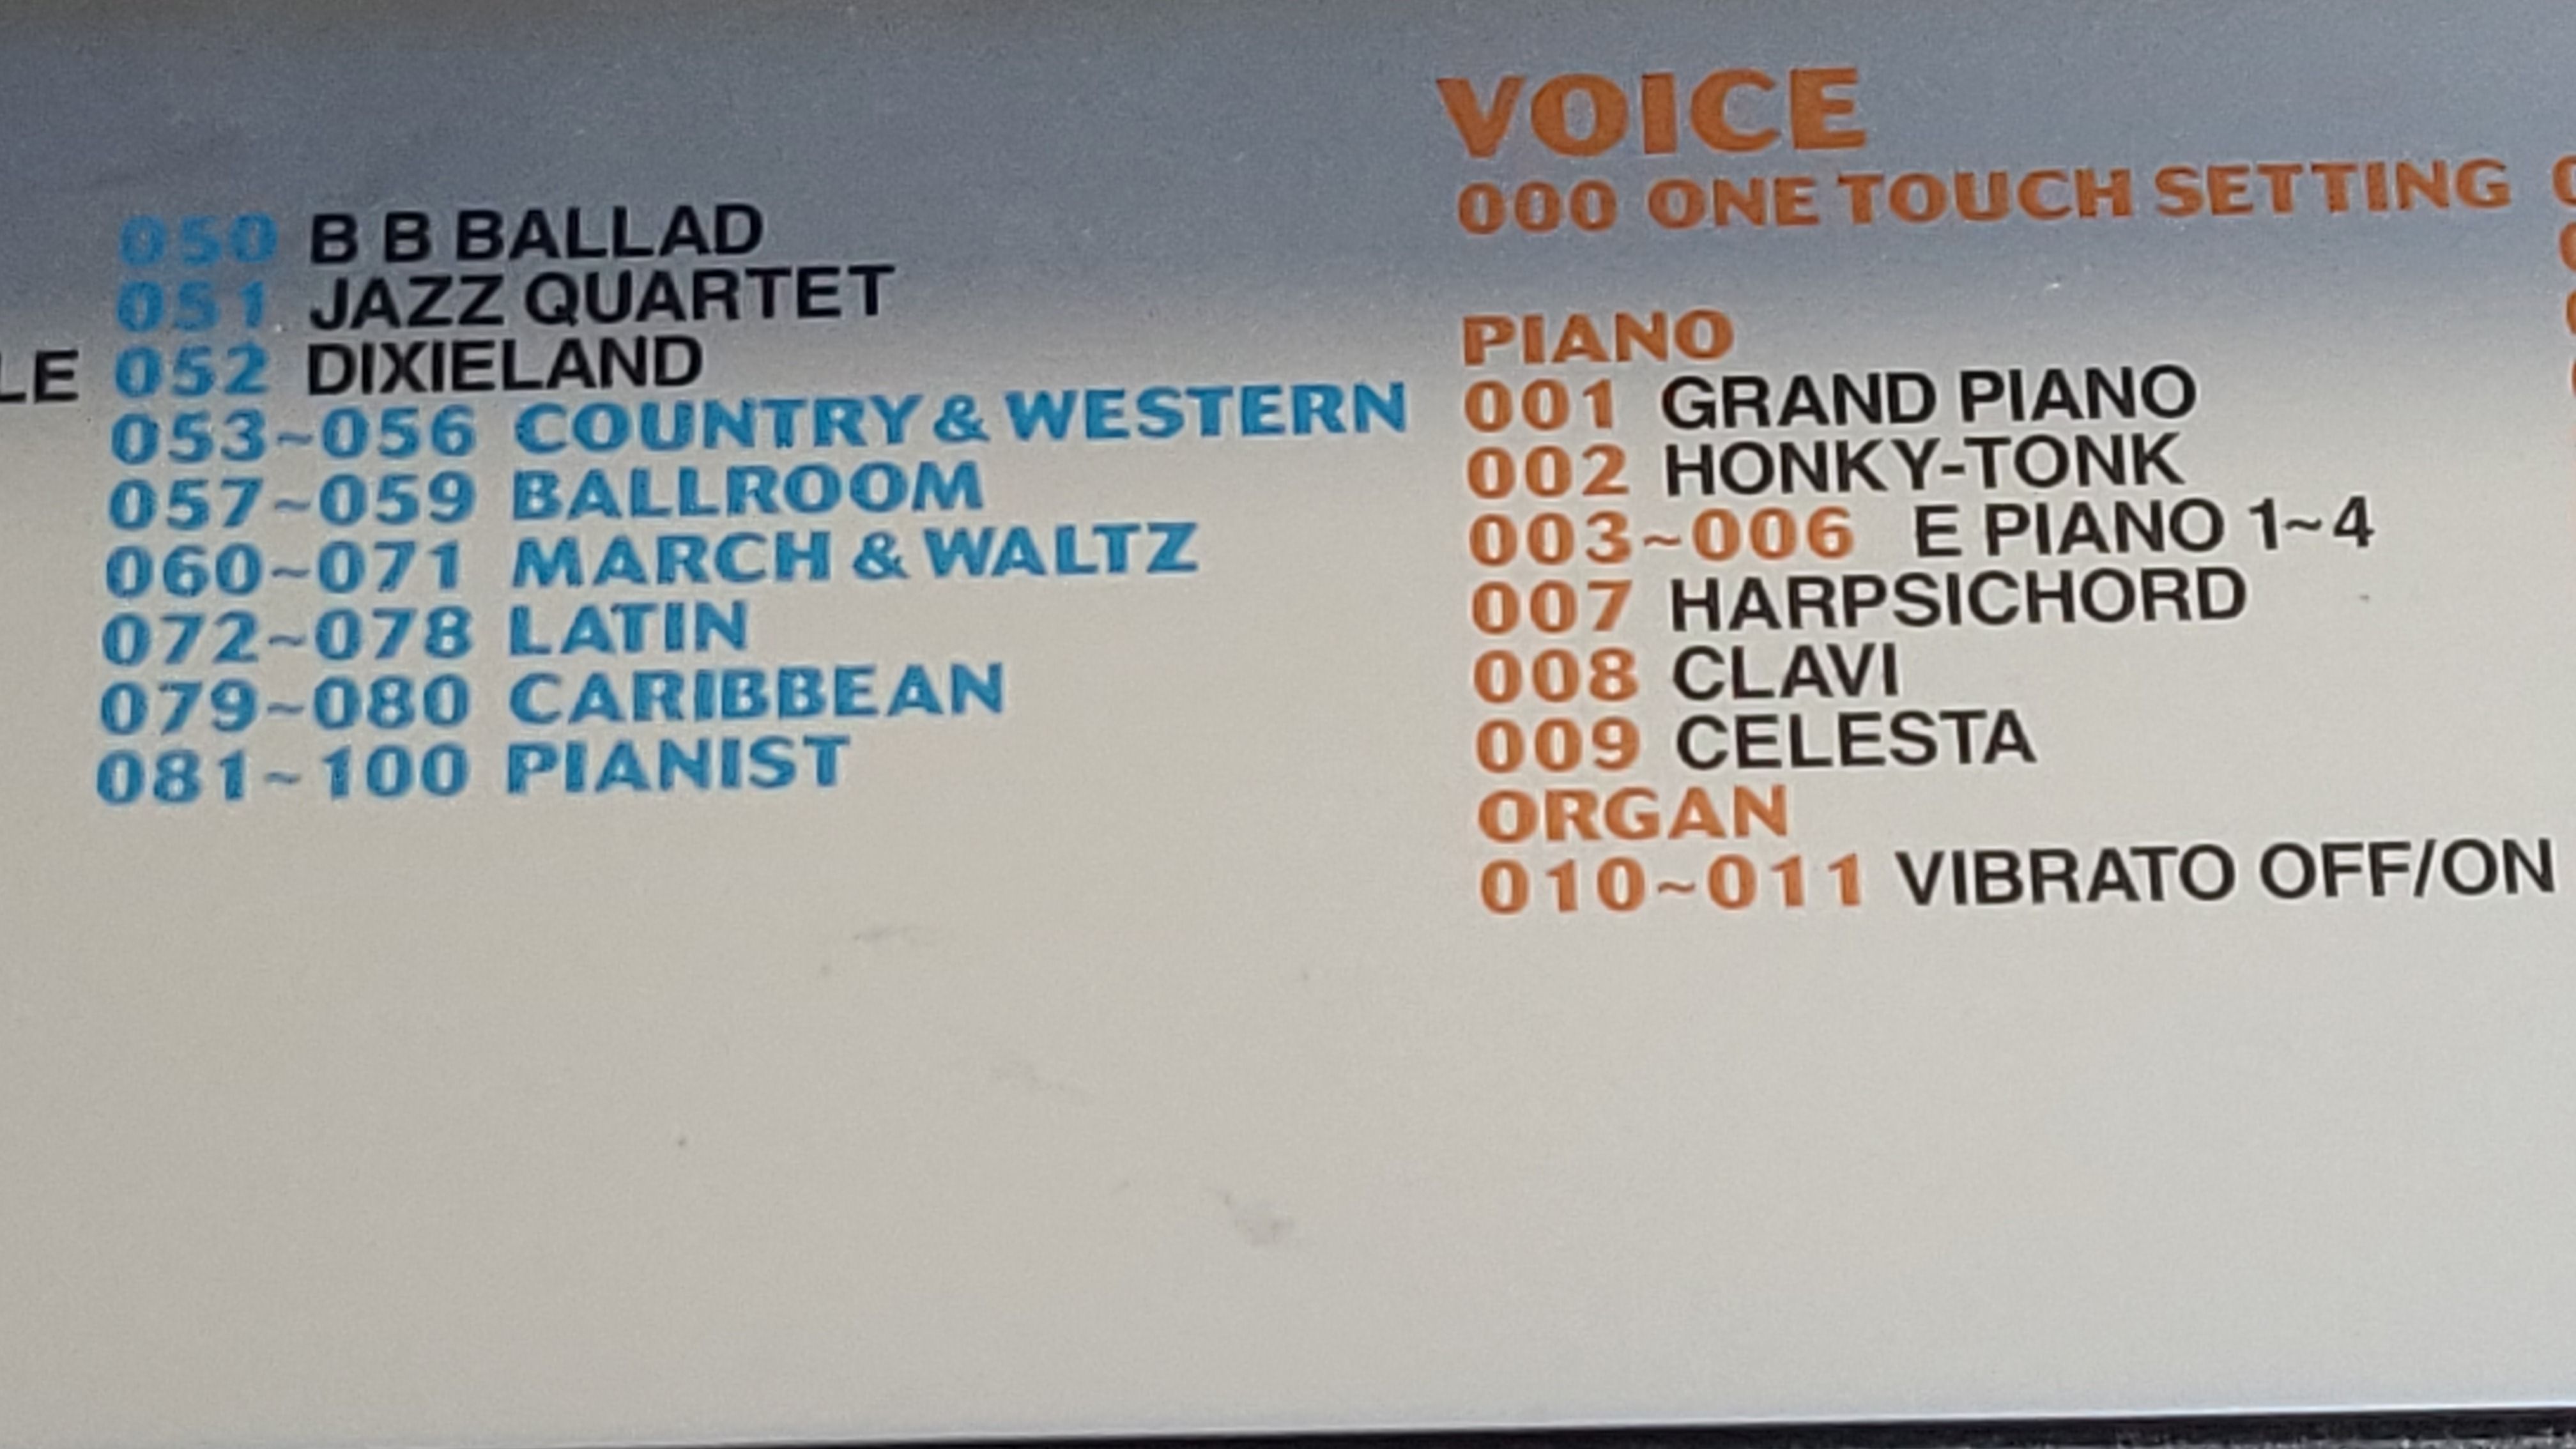 050 B B BALLAD
051 JAZZ QUARTET
LE 052 DIXIELAND
053~056 COUNTRY & WESTERN
057~059 BALLROOM
060~071 MARCH & WALTZ
072~078 LATIN
079~080 CARIBBEAN
081~100 PIANIST
VOICE
000 ONE TOUCH SETTING
PIANO
001 GRAND PIANO
002 HONKY-TONK
003~006 E PIANO 1~4
007 HARPSICHORD
008 CLAVI
009 CELESTA
ORGAN
010~011 VIBRATO OFF/ON